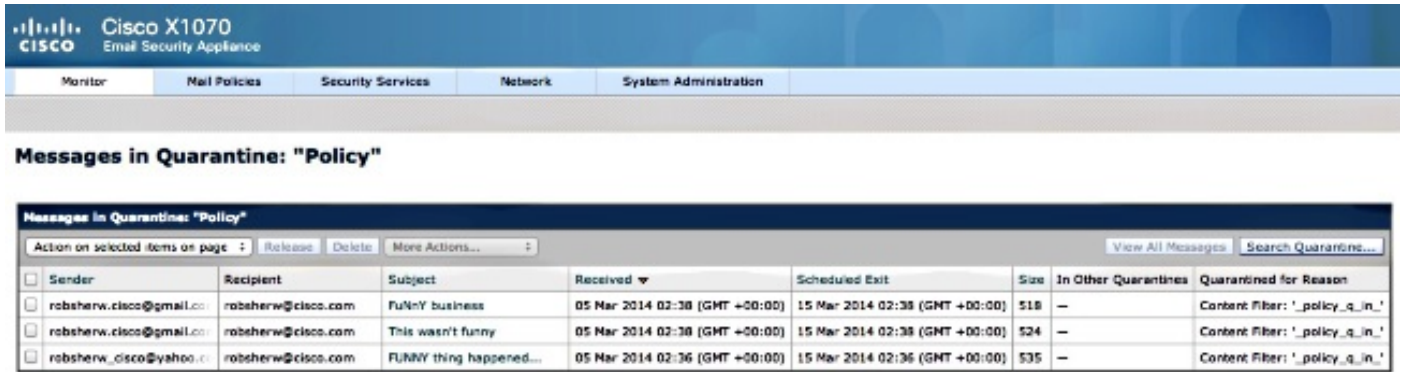 Cisco X1070
CISCO Email Security Appliance
Monitor Mail Policies Security Services Network System Administration
Messages in Quarantine: "Policy"
Messages in Quarantine: "Policy"
Action on selected items on page Release Delete More Actions... View All Messages Search Quarantine...
Sender Recipient Subject Received Scheduled Exit Size In Other Quarantines Quarantined for Reason
robsherw.cisco@gmail.co robsherw@cisco.com FuNnY business 05 Mar 2014 02:38 (GMT +00:00) 15 Mar 2014 02:38 (GMT +00:00) 518 — Content Filter: '_policy_q_in_'
robsherw.cisco@gmail.co robsherw@cisco.com This wasn't funny 05 Mar 2014 02:38 (GMT +00:00) 15 Mar 2014 02:38 (GMT +00:00) 524 — Content Filter: '_policy_q_in_'
robsherw_cisco@yahoo.c robsherw@cisco.com FUNNY thing happened... 05 Mar 2014 02:36 (GMT +00:00) 15 Mar 2014 02:36 (GMT +00:00) 535 — Content Filter: '_policy_q_in_'